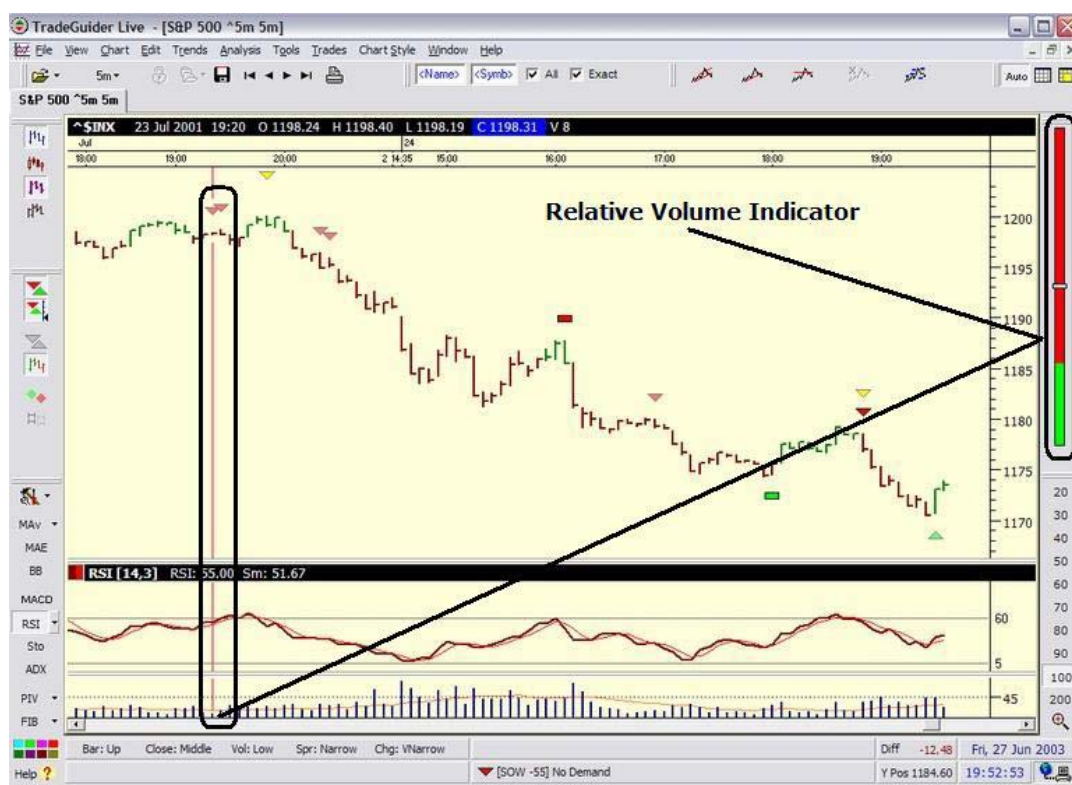 TradeGuider Live - [S&P 500 ^5m 5m]
File View Chart Edit Trends Analysis Tools Trades Chart Style Window Help
5m <Name> <Symb> All Exact Auto
S&P 500 ^5m 5m
^$INX 23 Jul 2001 19:20 O 1198.24 H 1198.40 L 1198.19 C 1198.31 V 8
Jul 24
18:00 19:00 20:00 2 14:35 15:00 16:00 17:00 18:00 19:00
Relative Volume Indicator
1200
1195
1190
1185
1180
1175
1170
20
30
40
50
60
70
80
90
100
200
MAv
MAE
BB
MACD
RSI
Sto
ADX
PIV
FIB
RSI [14,3] RSI: 55.00 Sm: 51.67
60
5
45
Bar: Up Close: Middle Vol: Low Spr: Narrow Chg: VNarrow Diff -12.48 Fri, 27 Jun 2003
Help ? [SOW -55] No Demand Y Pos 1184.60 19:52:53